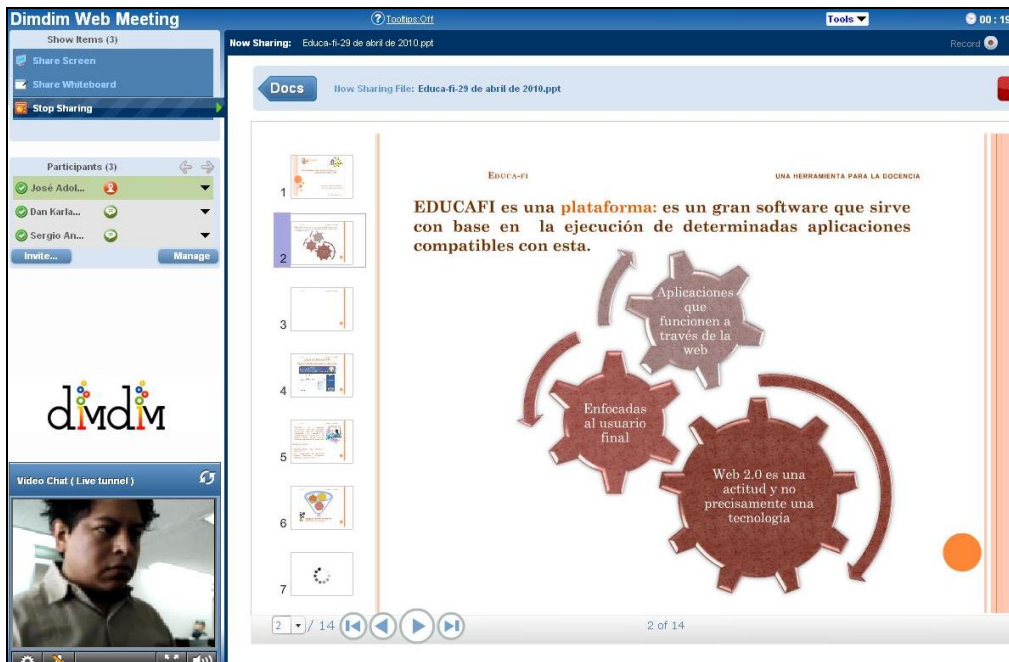 Dimdim Web Meeting
Tooltips:Off
Tools
00 : 19
Show Items (3)
Share Screen
Share Whiteboard
Stop Sharing
Now Sharing: Educa-fi-29 de abril de 2010.ppt
Record
Docs
Now Sharing File: Educa-fi-29 de abril de 2010.ppt
Participants (3)
José Adol...
Dan Karla...
Sergio An...
Invite...
Manage
dimdim
Video Chat ( Live tunnel )
1
2
3
4
5
6
7
EDUCA-FI
UNA HERRAMIENTA PARA LA DOCENCIA
EDUCAFI es una plataforma: es un gran software que sirve
con base en la ejecución de determinadas aplicaciones
compatibles con esta.
Aplicaciones
que
funcionen a
través de la
web
Enfocadas
al usuario
final
Web 2.0 es una
actitud y no
precisamente una
tecnología
2 / 14
2 of 14